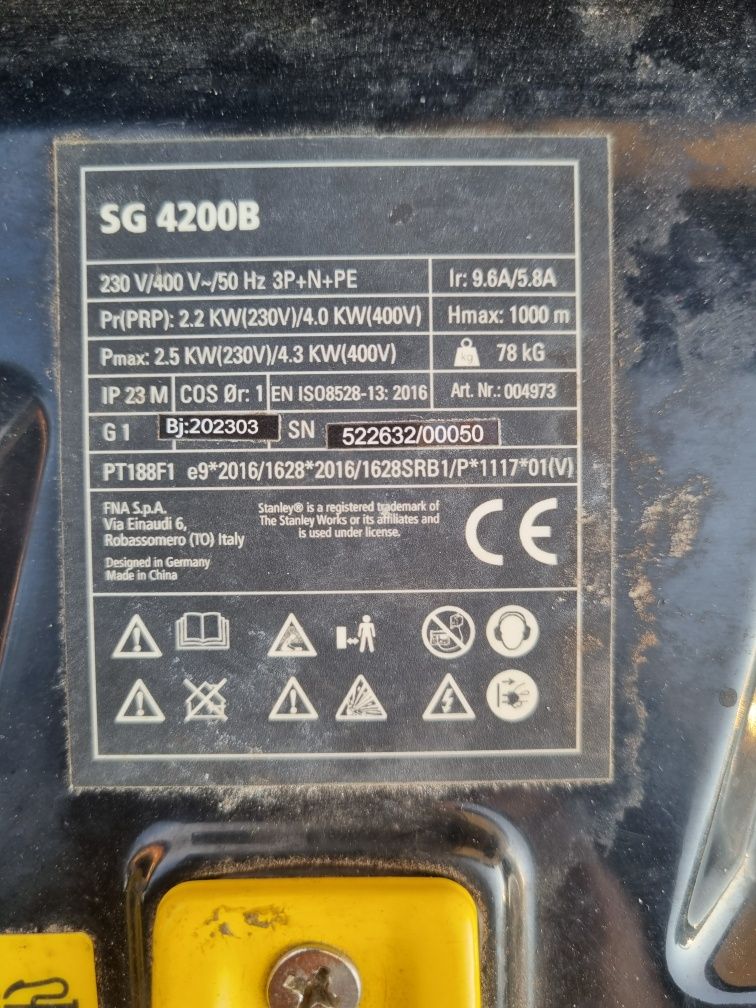 SG 4200B
230 V/400 V~/50 Hz 3P+N+PE Ir: 9.6A/5.8A
Pr(PRP): 2.2 KW(230V)/4.0 KW(400V) Hmax: 1000 m
Pmax: 2.5 KW(230V)/4.3 KW(400V) kg 78 kG
IP 23 M COS Ør: 1 EN ISO8528-13: 2016 Art. Nr.: 004973
G 1 Bj:202303 SN 522632/00050
PT188F1 e9*2016/1628*2016/1628SRB1/P*1117*01(V)
FNA S.p.A.
Via Einaudi 6,
Robassomero (TO) Italy
Designed in Germany
Made in China
Stanley® is a registered trademark of
The Stanley Works or its affiliates and
is used under license.
CE